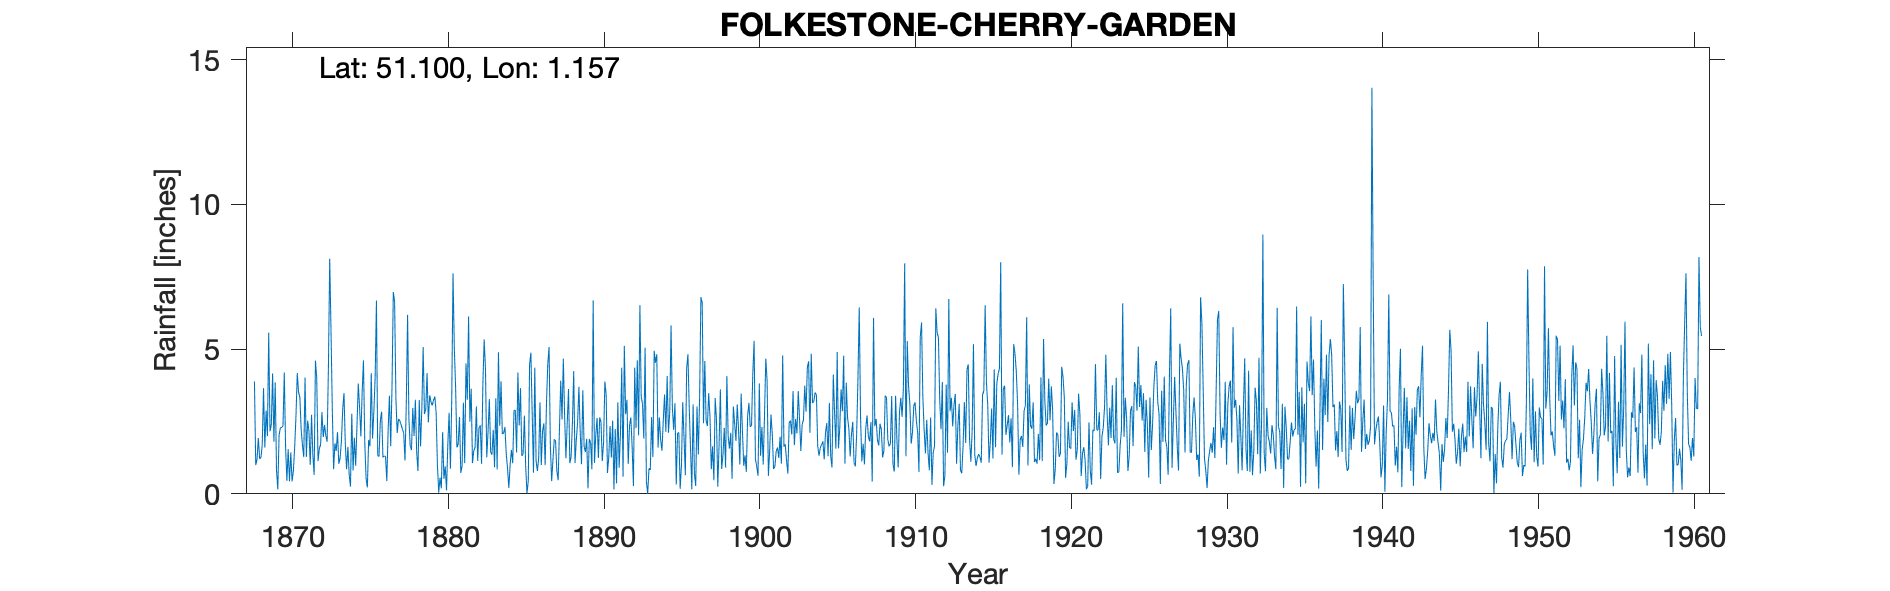 FOLKESTONE-CHERRY-GARDEN
Lat: 51.100, Lon: 1.157
15
10
5
0
Rainfall [inches]
1870 1880 1890 1900 1910 1920 1930 1940 1950 1960
Year